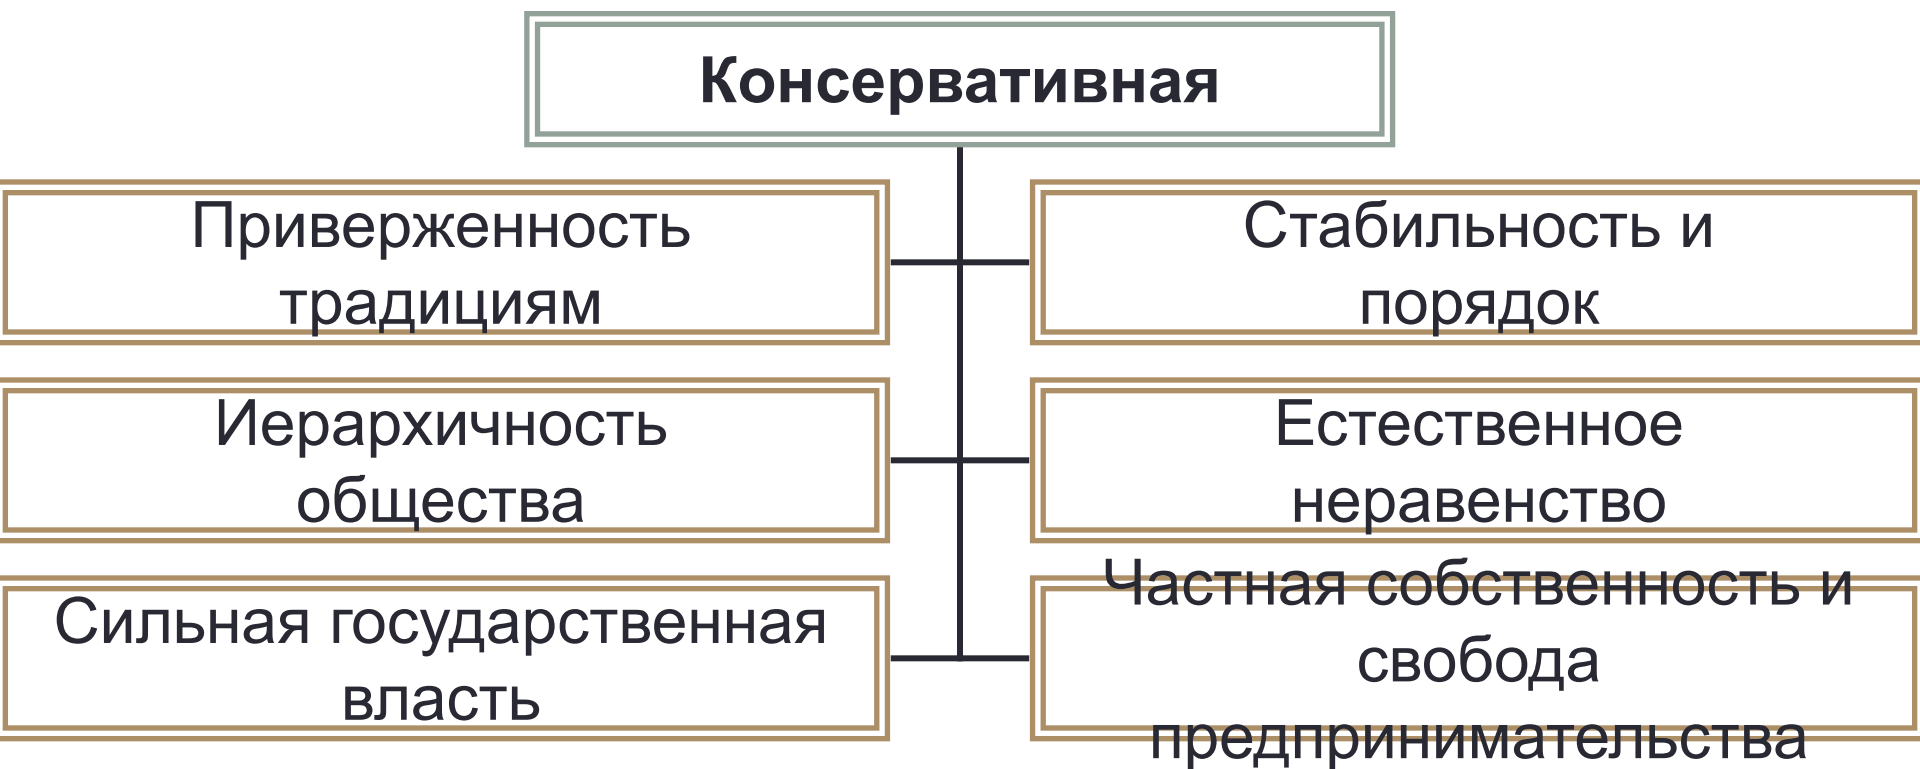 Консервативная
Приверженность
традициям
Стабильность и
порядок
Иерархичность
общества
Естественное
неравенство
Сильная государственная
власть
Частная собственность и
свобода
предпринимательства